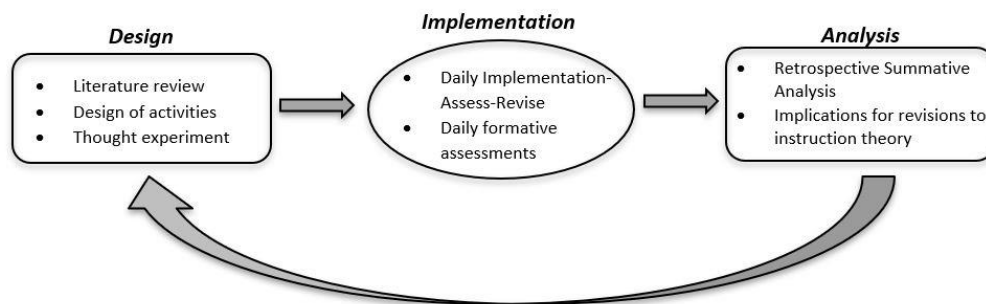 Design
• Literature review
• Design of activities
• Thought experiment
Implementation
• Daily Implementation-
Assess-Revise
• Daily formative
assessments
Analysis
• Retrospective Summative
Analysis
• Implications for revisions to
instruction theory